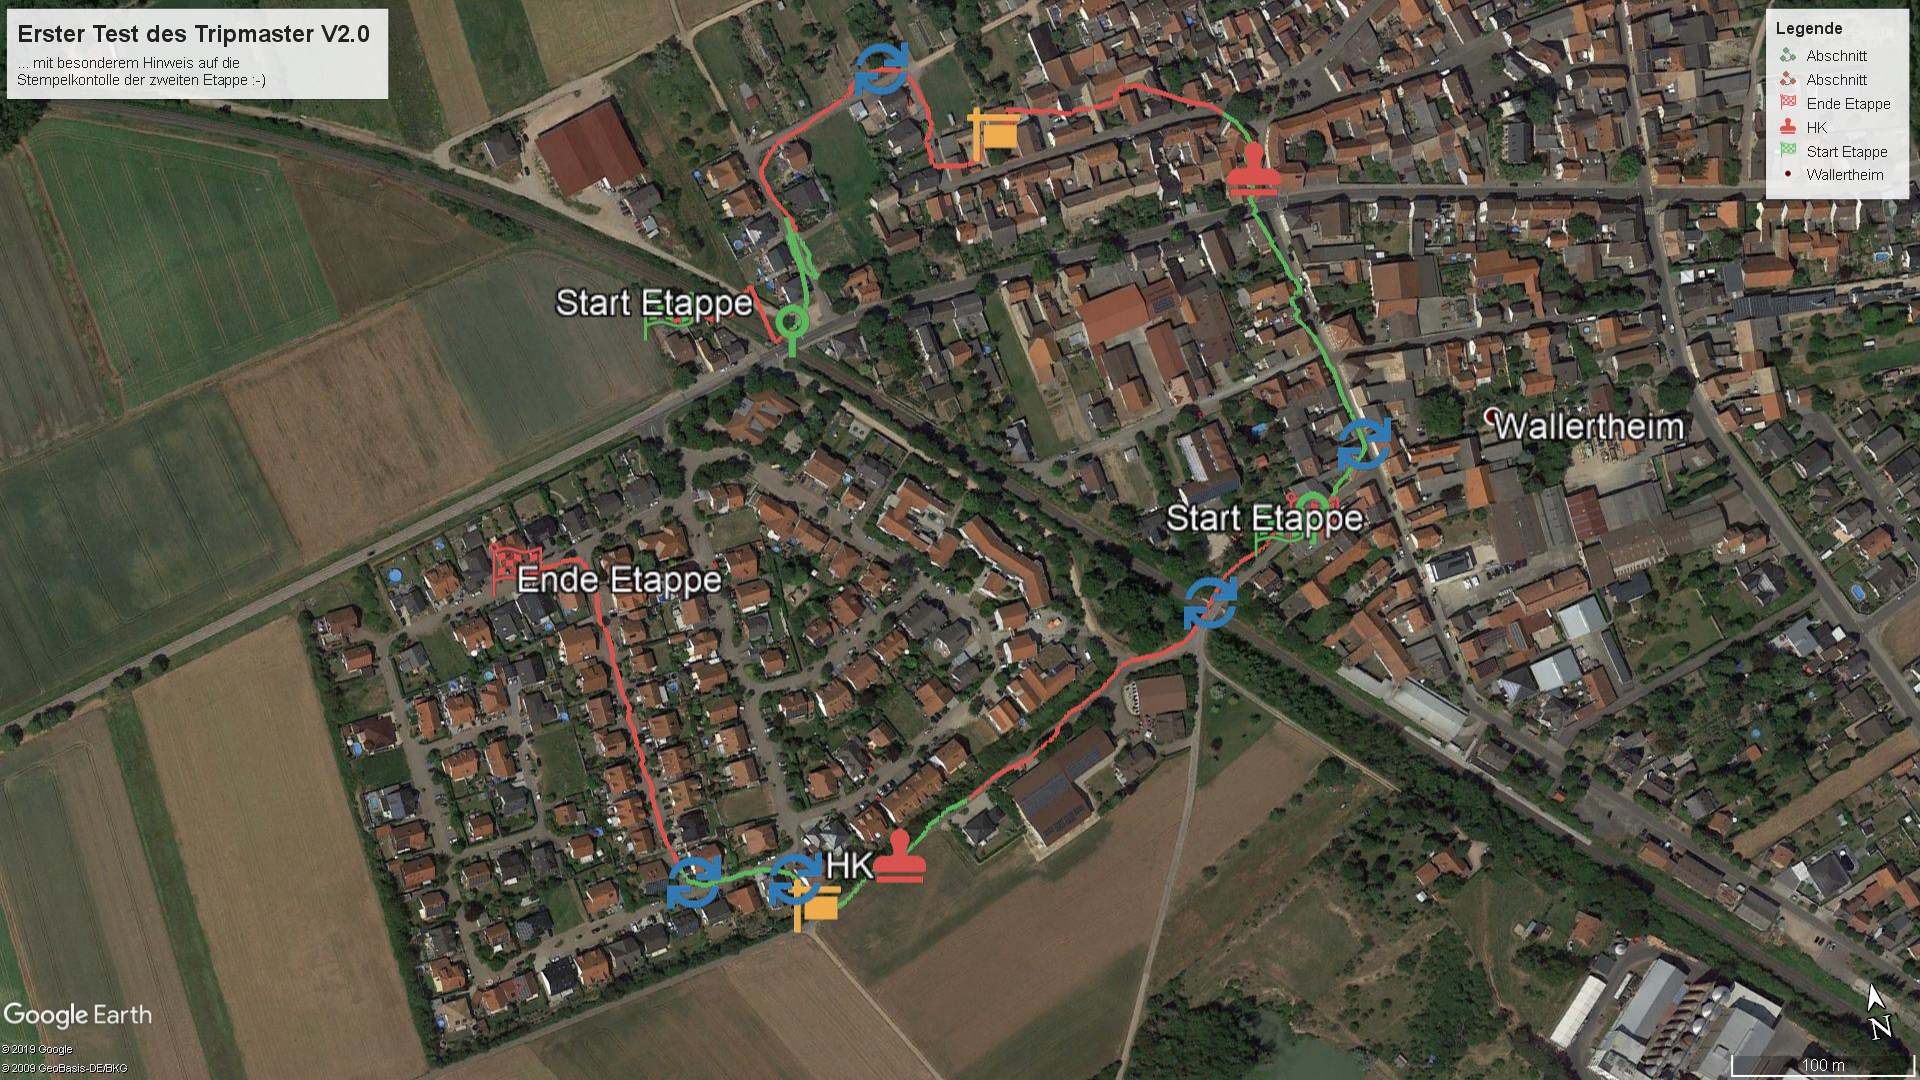 Erster Test des Tripmaster V2.0
... mit besonderem Hinweis auf die
Stempelkontolle der zweiten Etappe :-)
Legende
Abschnitt
Abschnitt
Ende Etappe
HK
Start Etappe
Wallertheim
Start Etappe
Wallertheim
Start Etappe
Ende Etappe
HK
Google Earth
© 2019 Google
© 2009 GeoBasis-DE/BKG
N
100 m